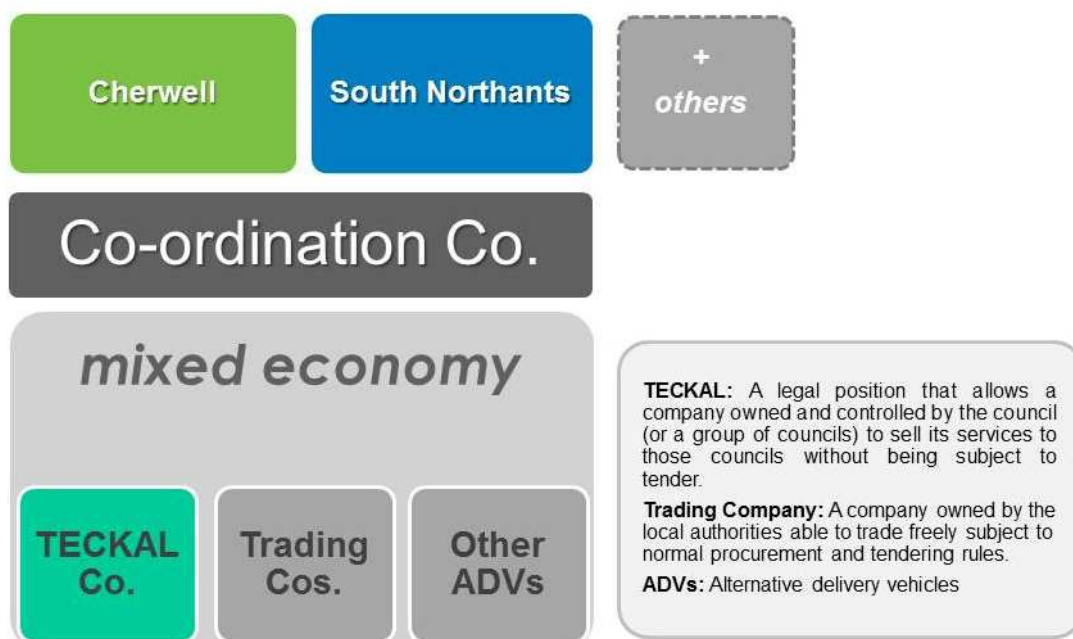 Cherwell
South Northants
+
others
Co-ordination Co.
mixed economy
TECKAL
Co.
Trading
Cos.
Other
ADVs
TECKAL: A legal position that allows a
company owned and controlled by the council
(or a group of councils) to sell its services to
those councils without being subject to
tender.
Trading Company: A company owned by the
local authorities able to trade freely subject to
normal procurement and tendering rules.
ADVs: Alternative delivery vehicles